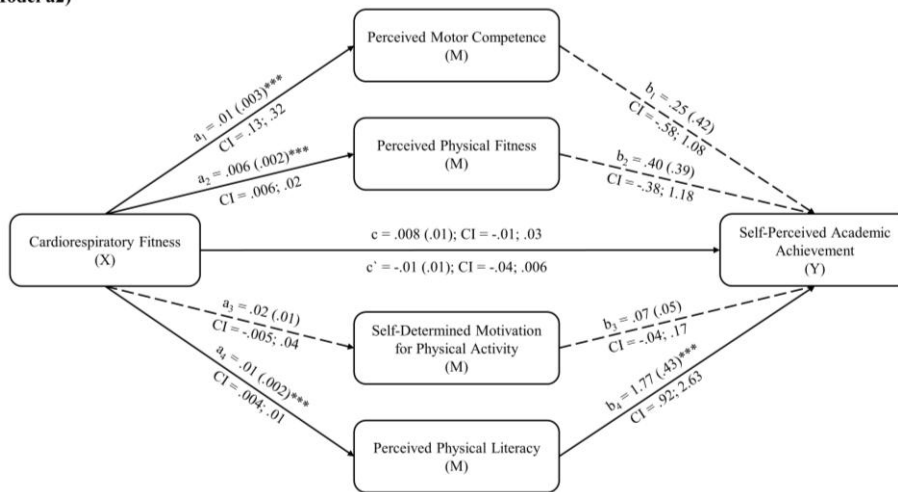 Perceived Motor Competence
(M)
a₁ = .01 (.003)***
CI = .13; .32
b₁ = .25 (.42)
CI = -.58; 1.08
Perceived Physical Fitness
(M)
a₂ = .006 (.002)***
CI = .006; .02
b₂ = .40 (.39)
CI = -.38; 1.18
Cardiorespiratory Fitness
(X)
c = .008 (.01); CI = -.01; .03
c` = -.01 (.01); CI = -.04; .006
Self-Perceived Academic
Achievement
(Y)
a₃ = .02 (.01)
CI = -.005; .04
Self-Determined Motivation
for Physical Activity
(M)
b₃ = .07 (.05)
CI = -.04; .17
a₄ = .01 (.002)***
CI = .004; .01
b₄ = 1.77 (.43)***
CI = .92; 2.63
Perceived Physical Literacy
(M)